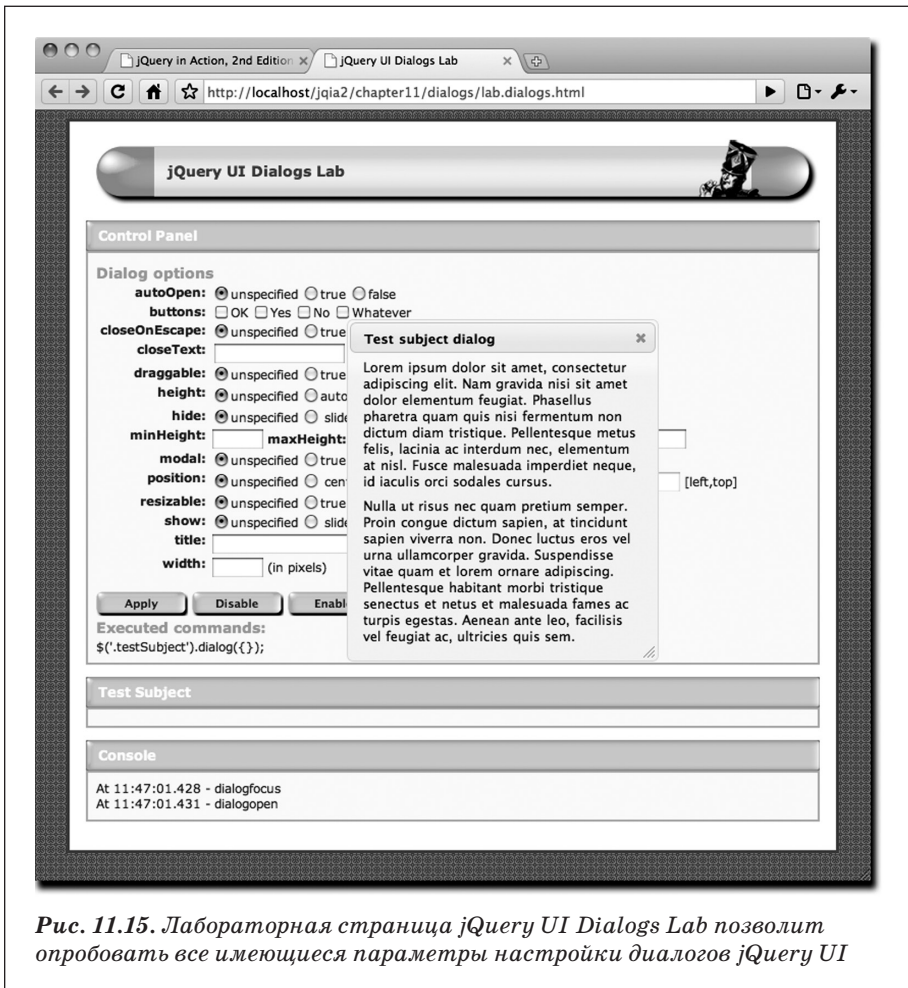 jQuery in Action, 2nd Edition
jQuery UI Dialogs Lab
http://localhost/jqia2/chapter11/dialogs/lab.dialogs.html
jQuery UI Dialogs Lab
Control Panel
Dialog options
autoOpen: unspecified true false
buttons: OK Yes No Whatever
closeOnEscape: unspecified true
closeText:
draggable: unspecified true
height: unspecified auto
hide: unspecified slide
minHeight: maxHeight:
modal: unspecified true
position: unspecified cent [left,top]
resizable: unspecified true
show: unspecified slide
title:
width: (in pixels)
Apply Disable Enabl
Executed commands:
$('.testSubject').dialog({});
Test subject dialog
Lorem ipsum dolor sit amet, consectetur
adipiscing elit. Nam gravida nisi sit amet
dolor elementum feugiat. Phasellus
pharetra quam quis nisi fermentum non
dictum diam tristique. Pellentesque metus
felis, lacinia ac interdum nec, elementum
at nisl. Fusce malesuada imperdiet neque,
id iaculis orci sodales cursus.
Nulla ut risus nec quam pretium semper.
Proin congue dictum sapien, at tincidunt
sapien viverra non. Donec luctus eros vel
urna ullamcorper gravida. Suspendisse
vitae quam et lorem ornare adipiscing.
Pellentesque habitant morbi tristique
senectus et netus et malesuada fames ac
turpis egestas. Aenean ante leo, facilisis
vel feugiat ac, ultricies quis sem.
Test Subject
Console
At 11:47:01.428 - dialogfocus
At 11:47:01.431 - dialogopen
Рис. 11.15. Лабораторная страница jQuery UI Dialogs Lab позволит
опробовать все имеющиеся параметры настройки диалогов jQuery UI